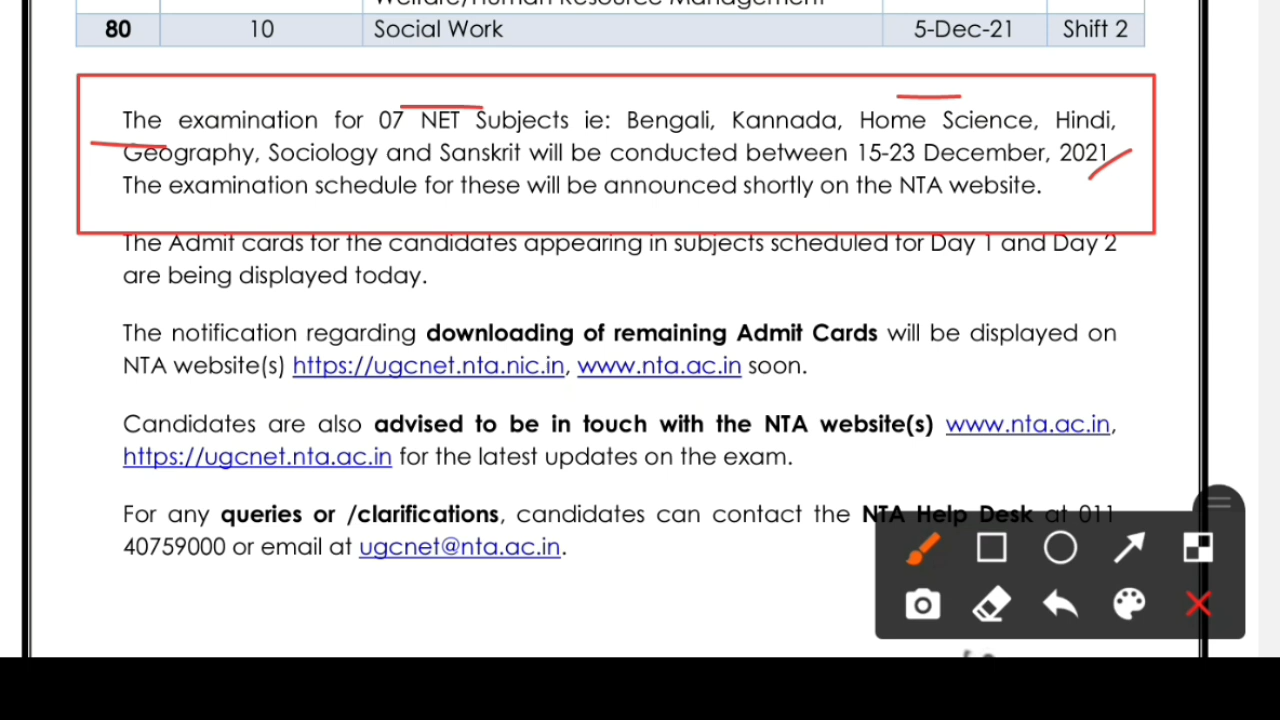 80 10 Social Work 5-Dec-21 Shift 2
The examination for 07 NET Subjects ie: Bengali, Kannada, Home Science, Hindi,
Geography, Sociology and Sanskrit will be conducted between 15-23 December, 2021
The examination schedule for these will be announced shortly on the NTA website.
The Admit cards for the candidates appearing in subjects scheduled for Day 1 and Day 2
are being displayed today.
The notification regarding downloading of remaining Admit Cards will be displayed on
NTA website(s) https://ugcnet.nta.nic.in, www.nta.ac.in soon.
Candidates are also advised to be in touch with the NTA website(s) www.nta.ac.in,
https://ugcnet.nta.ac.in for the latest updates on the exam.
For any queries or /clarifications, candidates can contact the NTA Help Desk at 011
40759000 or email at ugcnet@nta.ac.in.